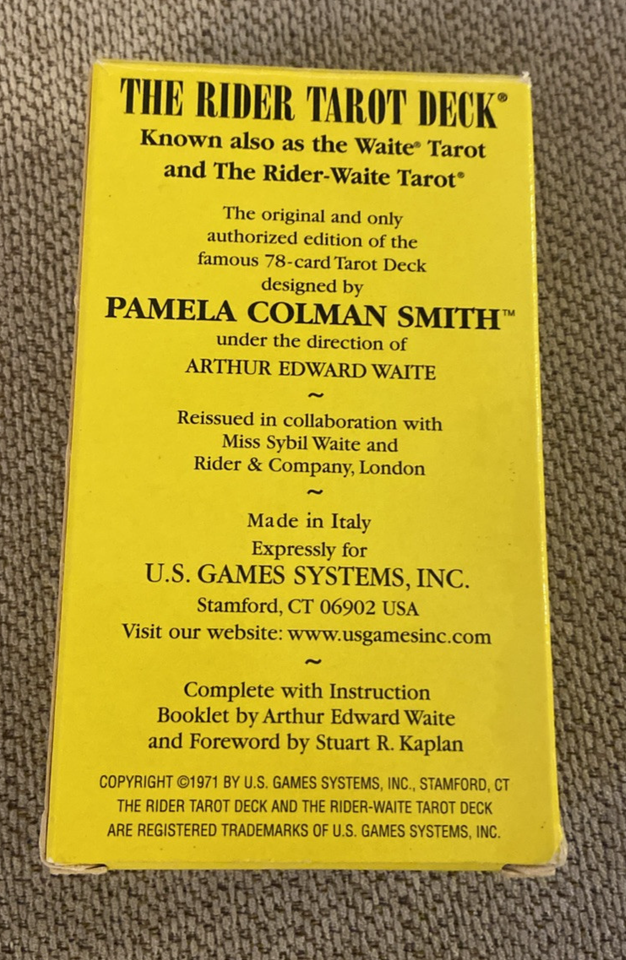 THE RIDER TAROT DECK®
Known also as the Waite® Tarot
and The Rider-Waite Tarot®
The original and only
authorized edition of the
famous 78-card Tarot Deck
designed by
PAMELA COLMAN SMITH™
under the direction of
ARTHUR EDWARD WAITE
~
Reissued in collaboration with
Miss Sybil Waite and
Rider & Company, London
~
Made in Italy
Expressly for
U.S. GAMES SYSTEMS, INC.
Stamford, CT 06902 USA
Visit our website: www.usgamesinc.com
~
Complete with Instruction
Booklet by Arthur Edward Waite
and Foreword by Stuart R. Kaplan
COPYRIGHT ©1971 BY U.S. GAMES SYSTEMS, INC., STAMFORD, CT
THE RIDER TAROT DECK AND THE RIDER-WAITE TAROT DECK
ARE REGISTERED TRADEMARKS OF U.S. GAMES SYSTEMS, INC.